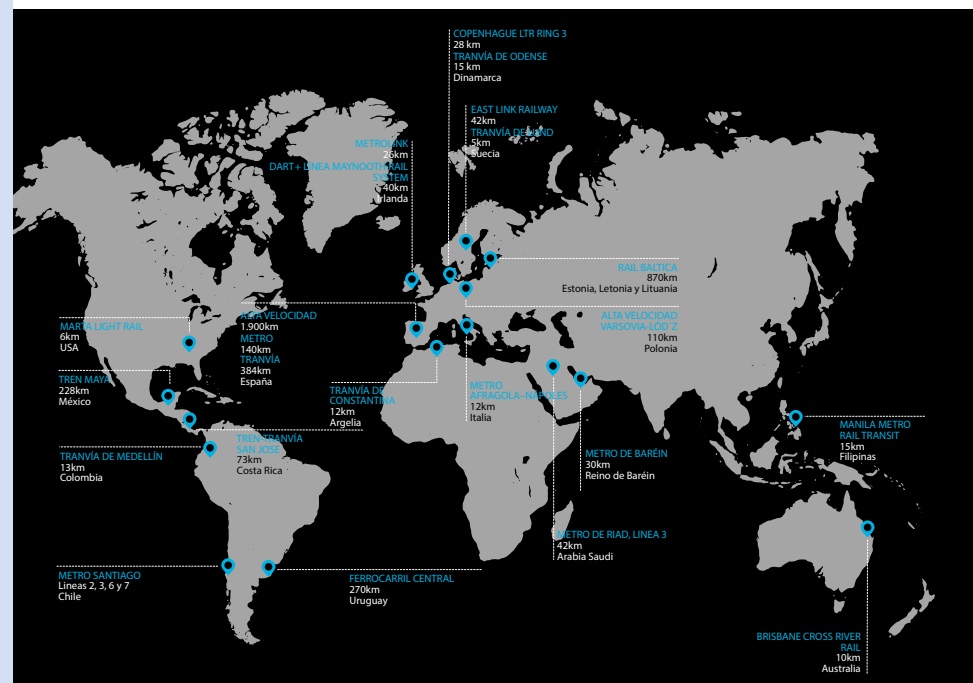 COPENHAGUE LTR RING 3
28 km
TRANVÍA DE ODENSE
15 km
Dinamarca
EAST LINK RAILWAY
42km
TRANVÍA DE LUND
5km
Suecia
METROLINK
26km
DART+ LÍNEA MAYNOOTH RAIL
SYSTEM
40km
Irlanda
RAIL BALTICA
870km
Estonia, Letonia y Lituania
ALTA VELOCIDAD
VARSOVIA-LOD´Z
110km
Polonia
ALTA VELOCIDAD
1.900km
METRO
140km
TRANVÍA
384km
España
MARTA LIGHT RAIL
6km
USA
TREN MAYA
228km
México
TRANVÍA DE
CONSTANTINA
12km
Argelia
METRO
AFRAGOLA–NÁPOLES
12km
Italia
MANILA METRO
RAIL TRANSIT
15km
Filipinas
TREN-TRANVÍA
SAN JOSE
73km
Costa Rica
TRANVÍA DE MEDELLÍN
13km
Colombia
METRO DE BARÉIN
30km
Reino de Baréin
METRO DE RIAD, LINEA 3
42km
Arabia Saudi
METRO SANTIAGO
Lineas 2, 3, 6 y 7
Chile
FERROCARRIL CENTRAL
270km
Uruguay
BRISBANE CROSS RIVER
RAIL
10km
Australia